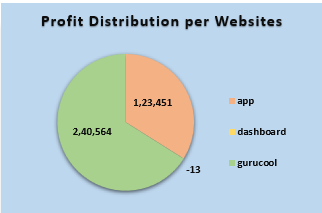 Profit Distribution per Websites
1,23,451
app
2,40,564
dashboard
-13
gurucool